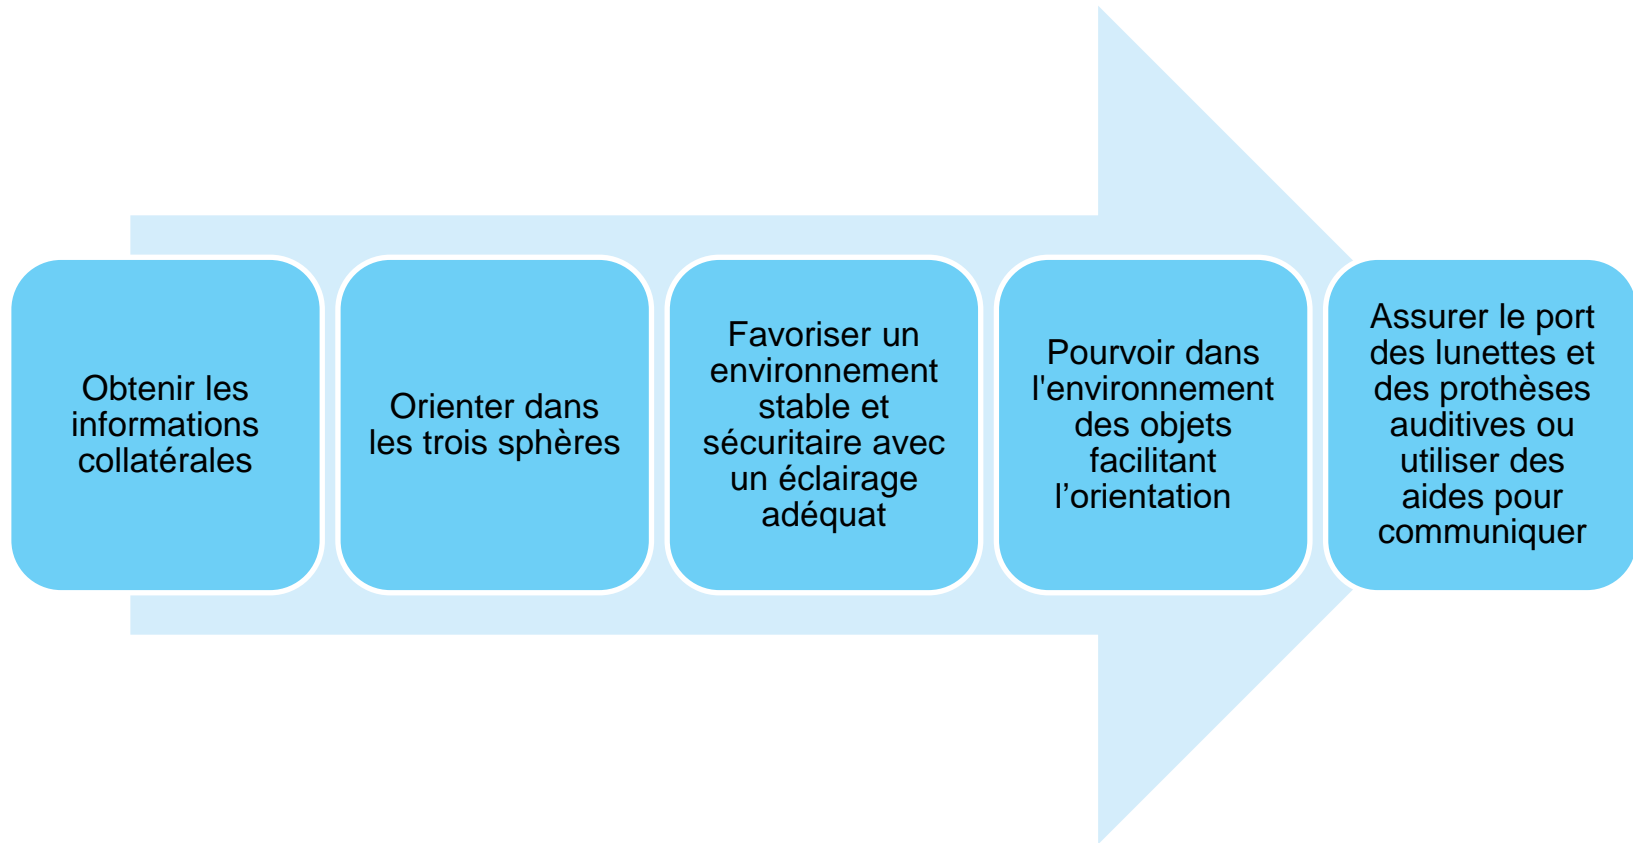 Obtenir les
informations
collatérales
Orienter dans
les trois sphères
Favoriser un
environnement
stable et
sécuritaire avec
un éclairage
adéquat
Pourvoir dans
l'environnement
des objets
facilitant
l’orientation
Assurer le port
des lunettes et
des prothèses
auditives ou
utiliser des
aides pour
communiquer